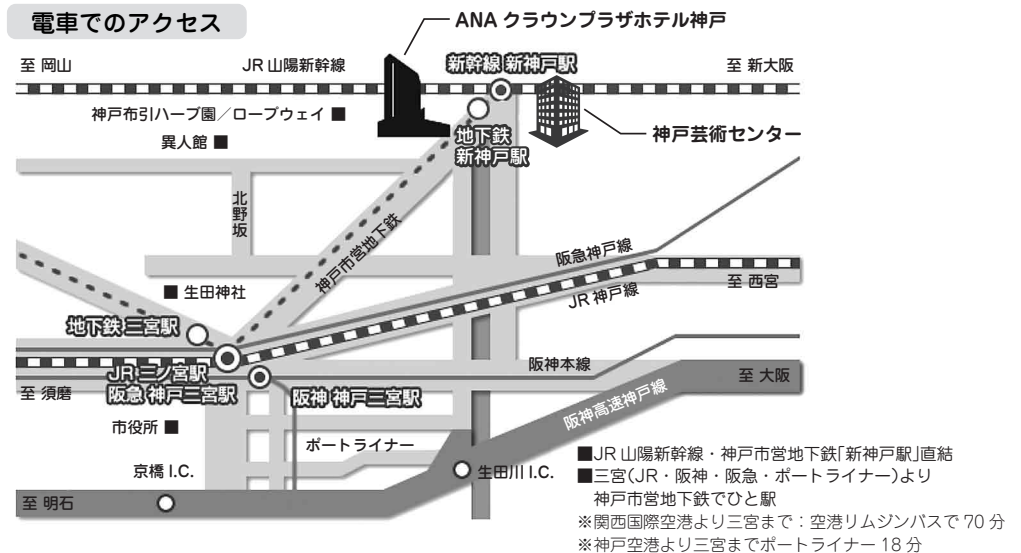 電車でのアクセス
ANA クラウンプラザホテル神戸
至 岡山
JR 山陽新幹線
新幹線 新神戸駅
至 新大阪
神戸布引ハーブ園／ロープウェイ ■
地下鉄
新神戸駅
神戸芸術センター
異人館 ■
北野坂
神戸市営地下鉄
阪急神戸線
JR 神戸線
至 西宮
■ 生田神社
地下鉄 三宮駅
JR 三ノ宮駅
阪急 神戸三宮駅
阪神 神戸三宮駅
阪神本線
至 大阪
至 須磨
阪神高速神戸線
市役所 ■
ポートライナー
京橋 I.C.
生田川 I.C.
至 明石
■JR 山陽新幹線・神戸市営地下鉄「新神戸駅」直結
■三宮(JR・阪神・阪急・ポートライナー)より
神戸市営地下鉄でひと駅
※関西国際空港より三宮まで：空港リムジンバスで 70 分
※神戸空港より三宮までポートライナー 18 分